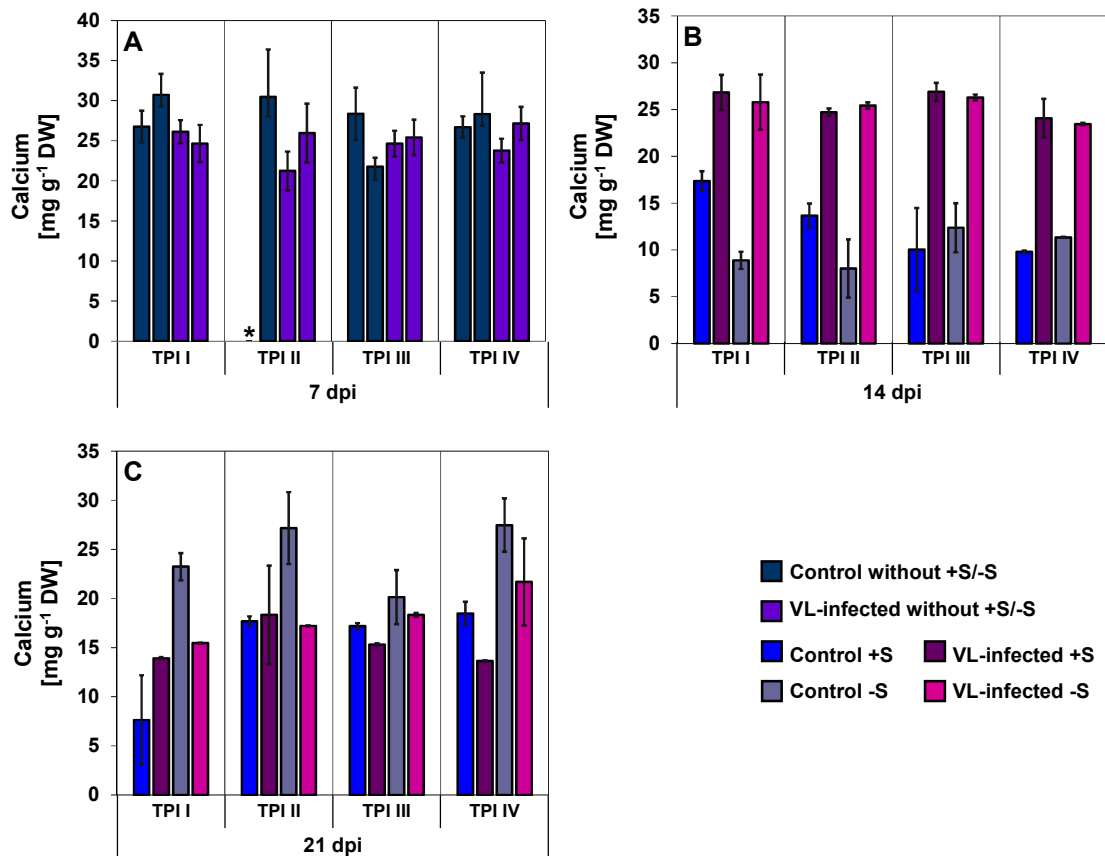 A
40
35
30
25
20
15
10
5
0
Calcium
[mg g⁻¹ DW]
*
TPI I TPI II TPI III TPI IV
7 dpi
B
35
30
25
20
15
10
5
0
Calcium
[mg g⁻¹ DW]
TPI I TPI II TPI III TPI IV
14 dpi
C
35
30
25
20
15
10
5
0
Calcium
[mg g⁻¹ DW]
TPI I TPI II TPI III TPI IV
21 dpi
Control without +S/-S
VL-infected without +S/-S
Control +S VL-infected +S
Control -S VL-infected -S